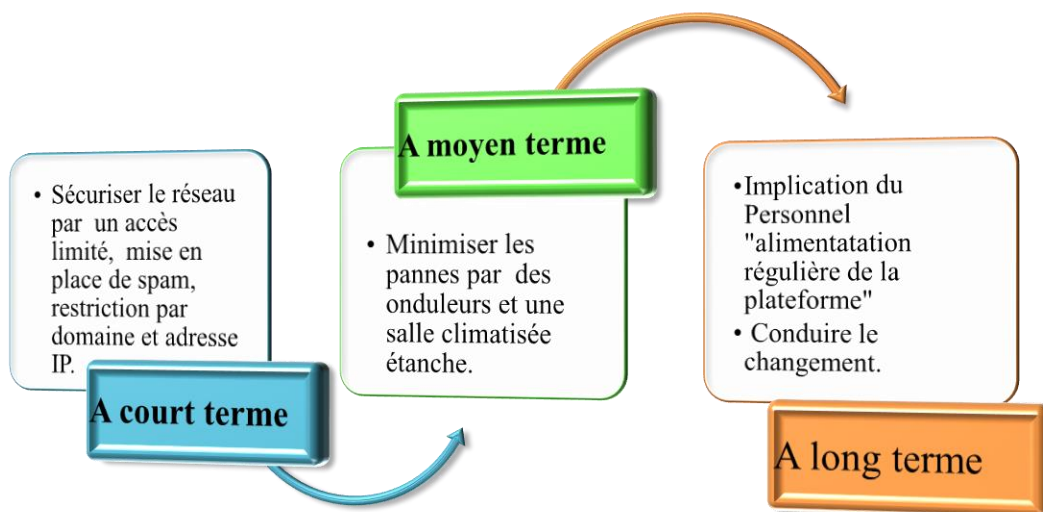 • Sécuriser le réseau
par un accès
limité, mise en
place de spam,
restriction par
domaine et adresse
IP.
A court terme
A moyen terme
• Minimiser les
pannes par des
onduleurs et une
salle climatisée
étanche.
•Implication du
Personnel
"alimentatation
régulière de la
plateforme"
• Conduire le
changement.
A long terme